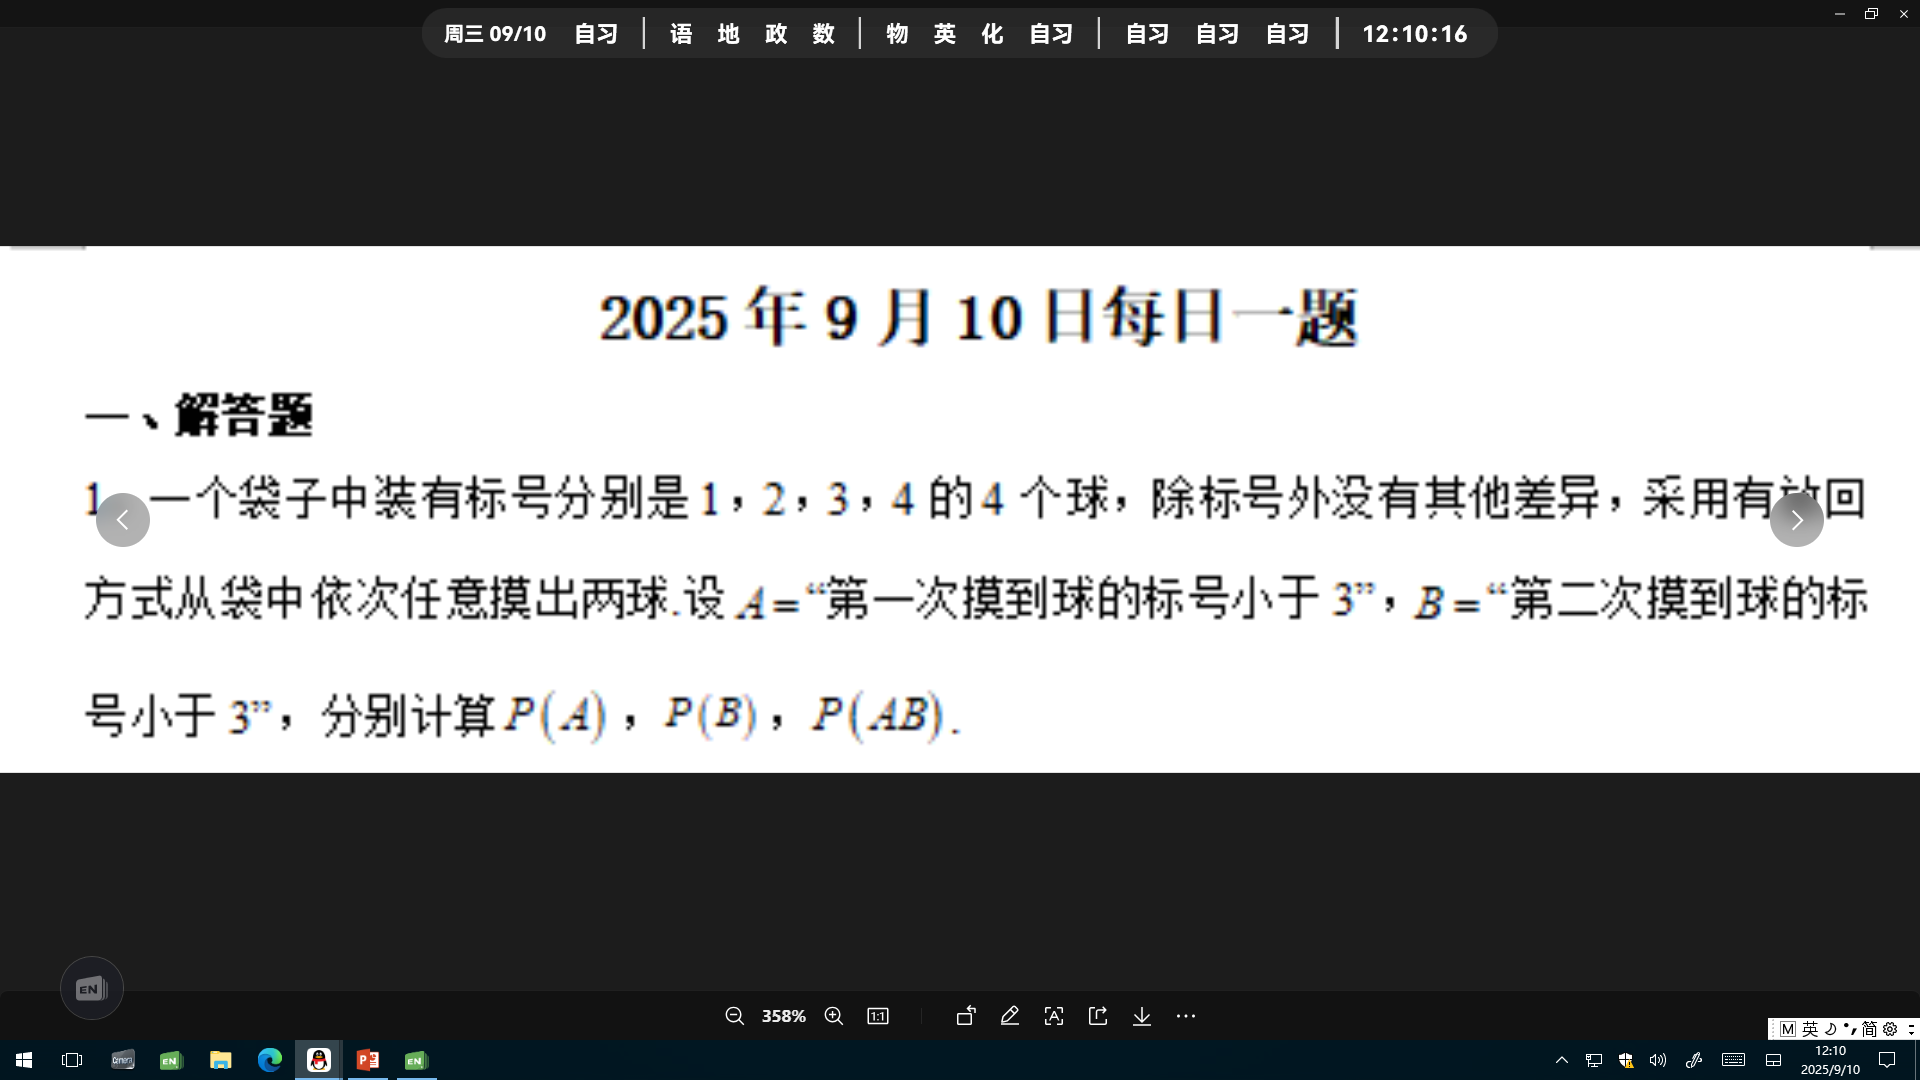 周三 09/10 自习 | 语 地 政 数 | 物 英 化 自习 | 自习 自习 自习 | 12:10:16
2025 年 9 月 10 日每日一题
一、解答题
1 一个袋子中装有标号分别是 1，2，3，4 的 4 个球，除标号外没有其他差异，采用有放回
方式从袋中依次任意摸出两球.设 A=“第一次摸到球的标号小于 3”，B=“第二次摸到球的标
号小于 3”，分别计算 P(A)，P(B)，P(AB).
EN
358% 1:1
M 英 简
Camera EN EN
12:10
2025/9/10